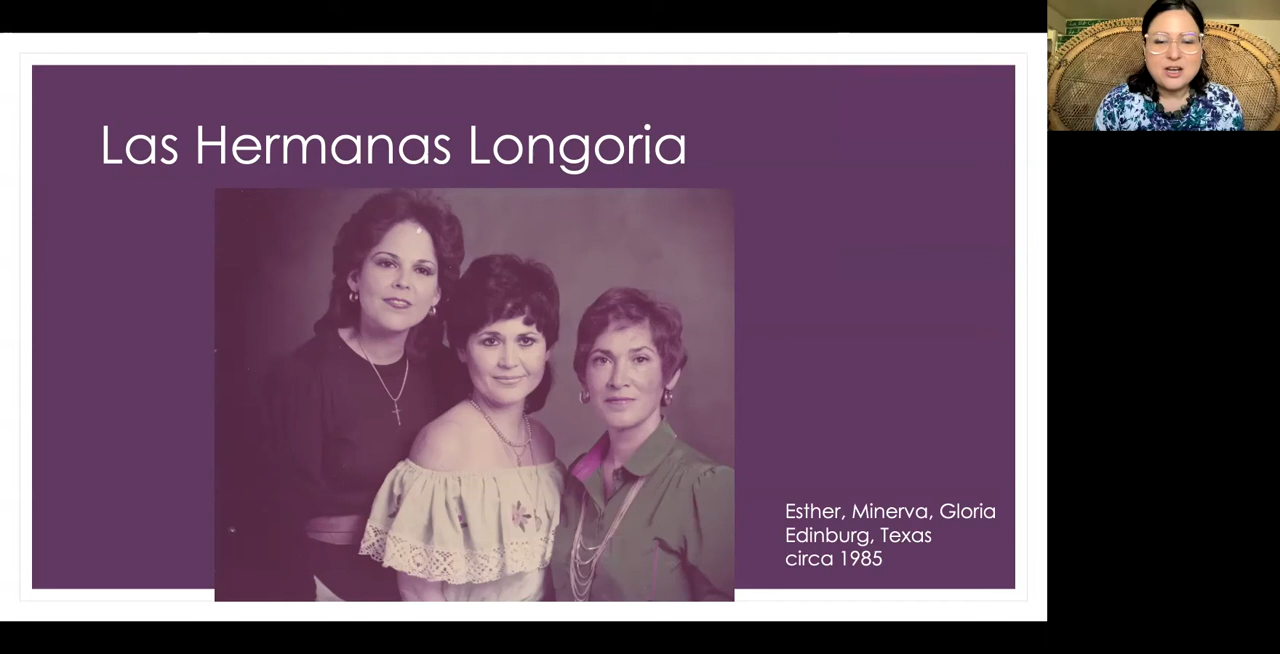 Las Hermanas Longoria
Esther, Minerva, Gloria
Edinburg, Texas
circa 1985